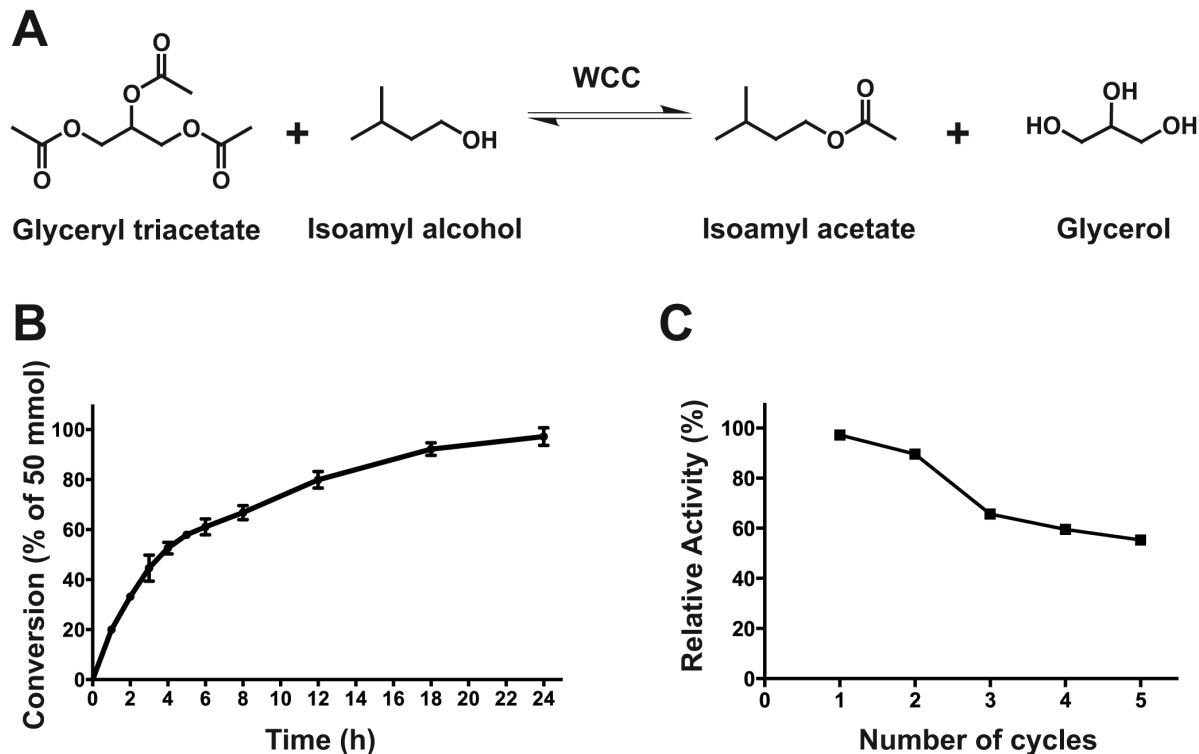 A
O
O
O
O
O
O
+
OH
WCC
O
O
+
OH
HO
OH
Glyceryl triacetate
Isoamyl alcohol
Isoamyl acetate
Glycerol
B
Conversion (% of 50 mmol)
100
80
60
40
20
0
0 2 4 6 8 10 12 14 16 18 20 22 24
Time (h)
C
Relative Activity (%)
100
80
60
40
20
0
0 1 2 3 4 5
Number of cycles